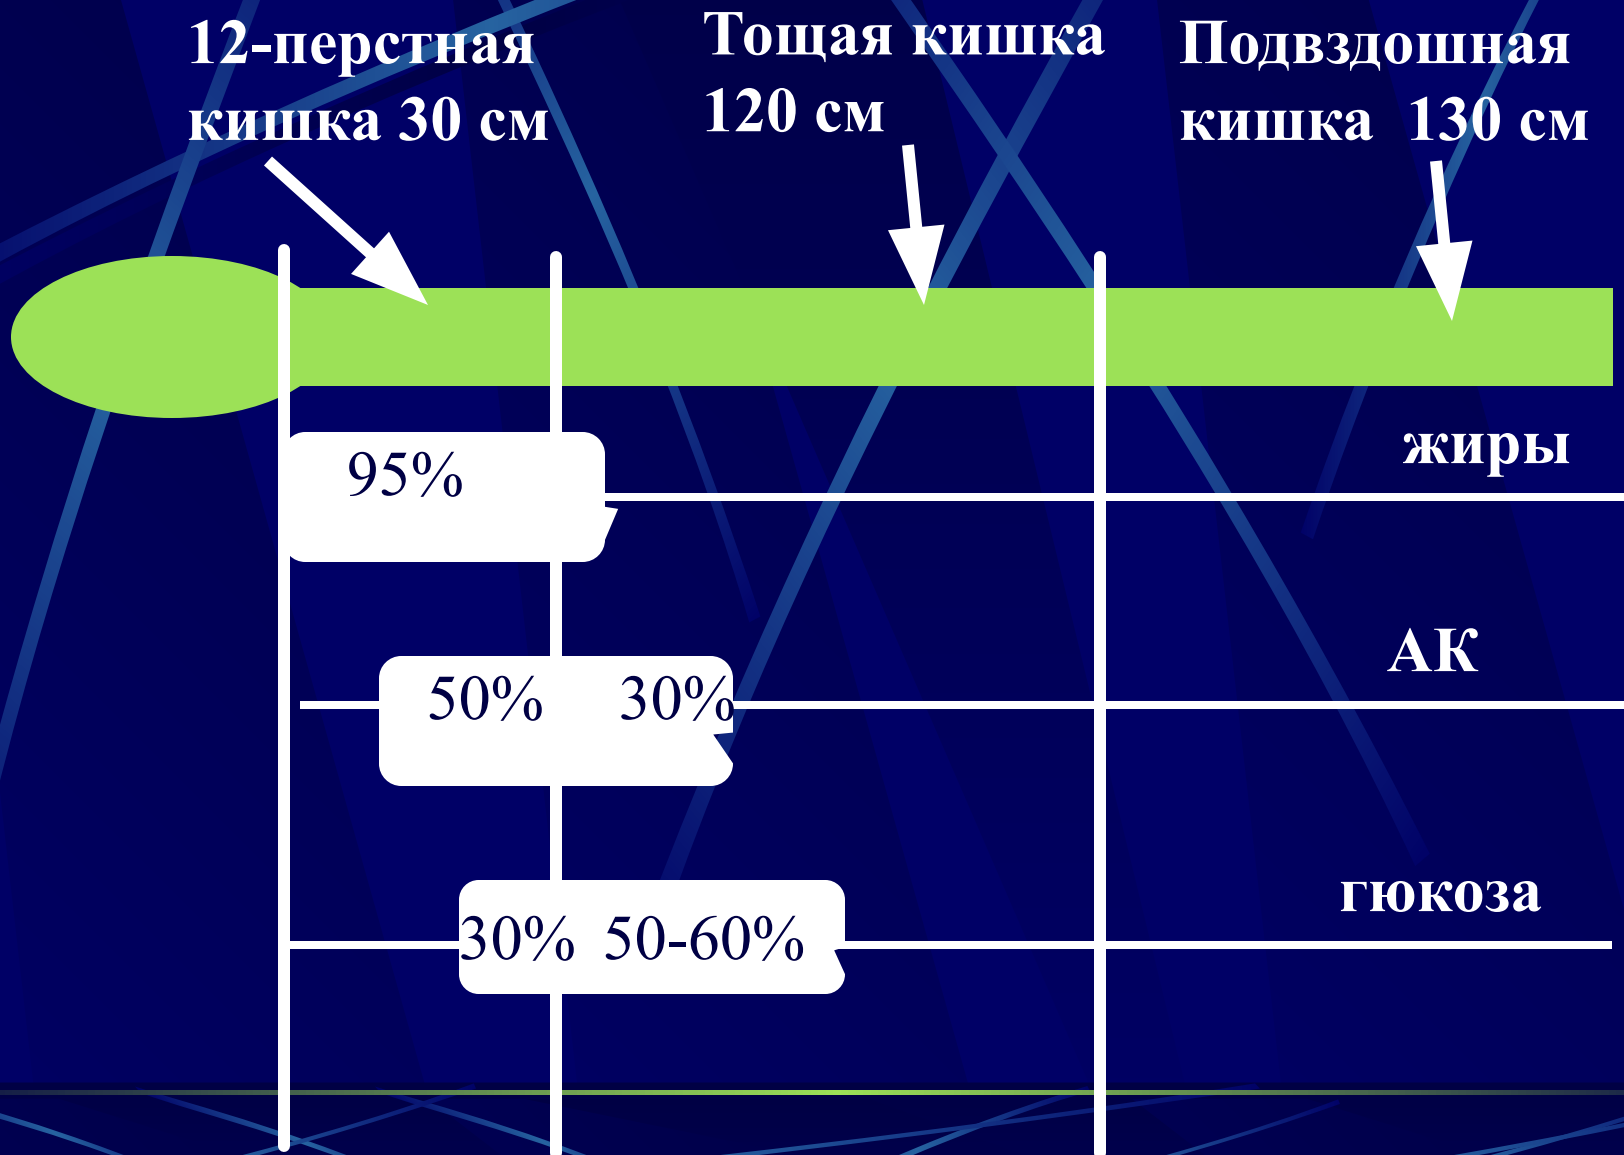 12-перстная
кишка 30 см
Тощая кишка
120 см
Подвздошная
кишка 130 см
95%
жиры
50% 30%
АК
30% 50-60%
гюкоза